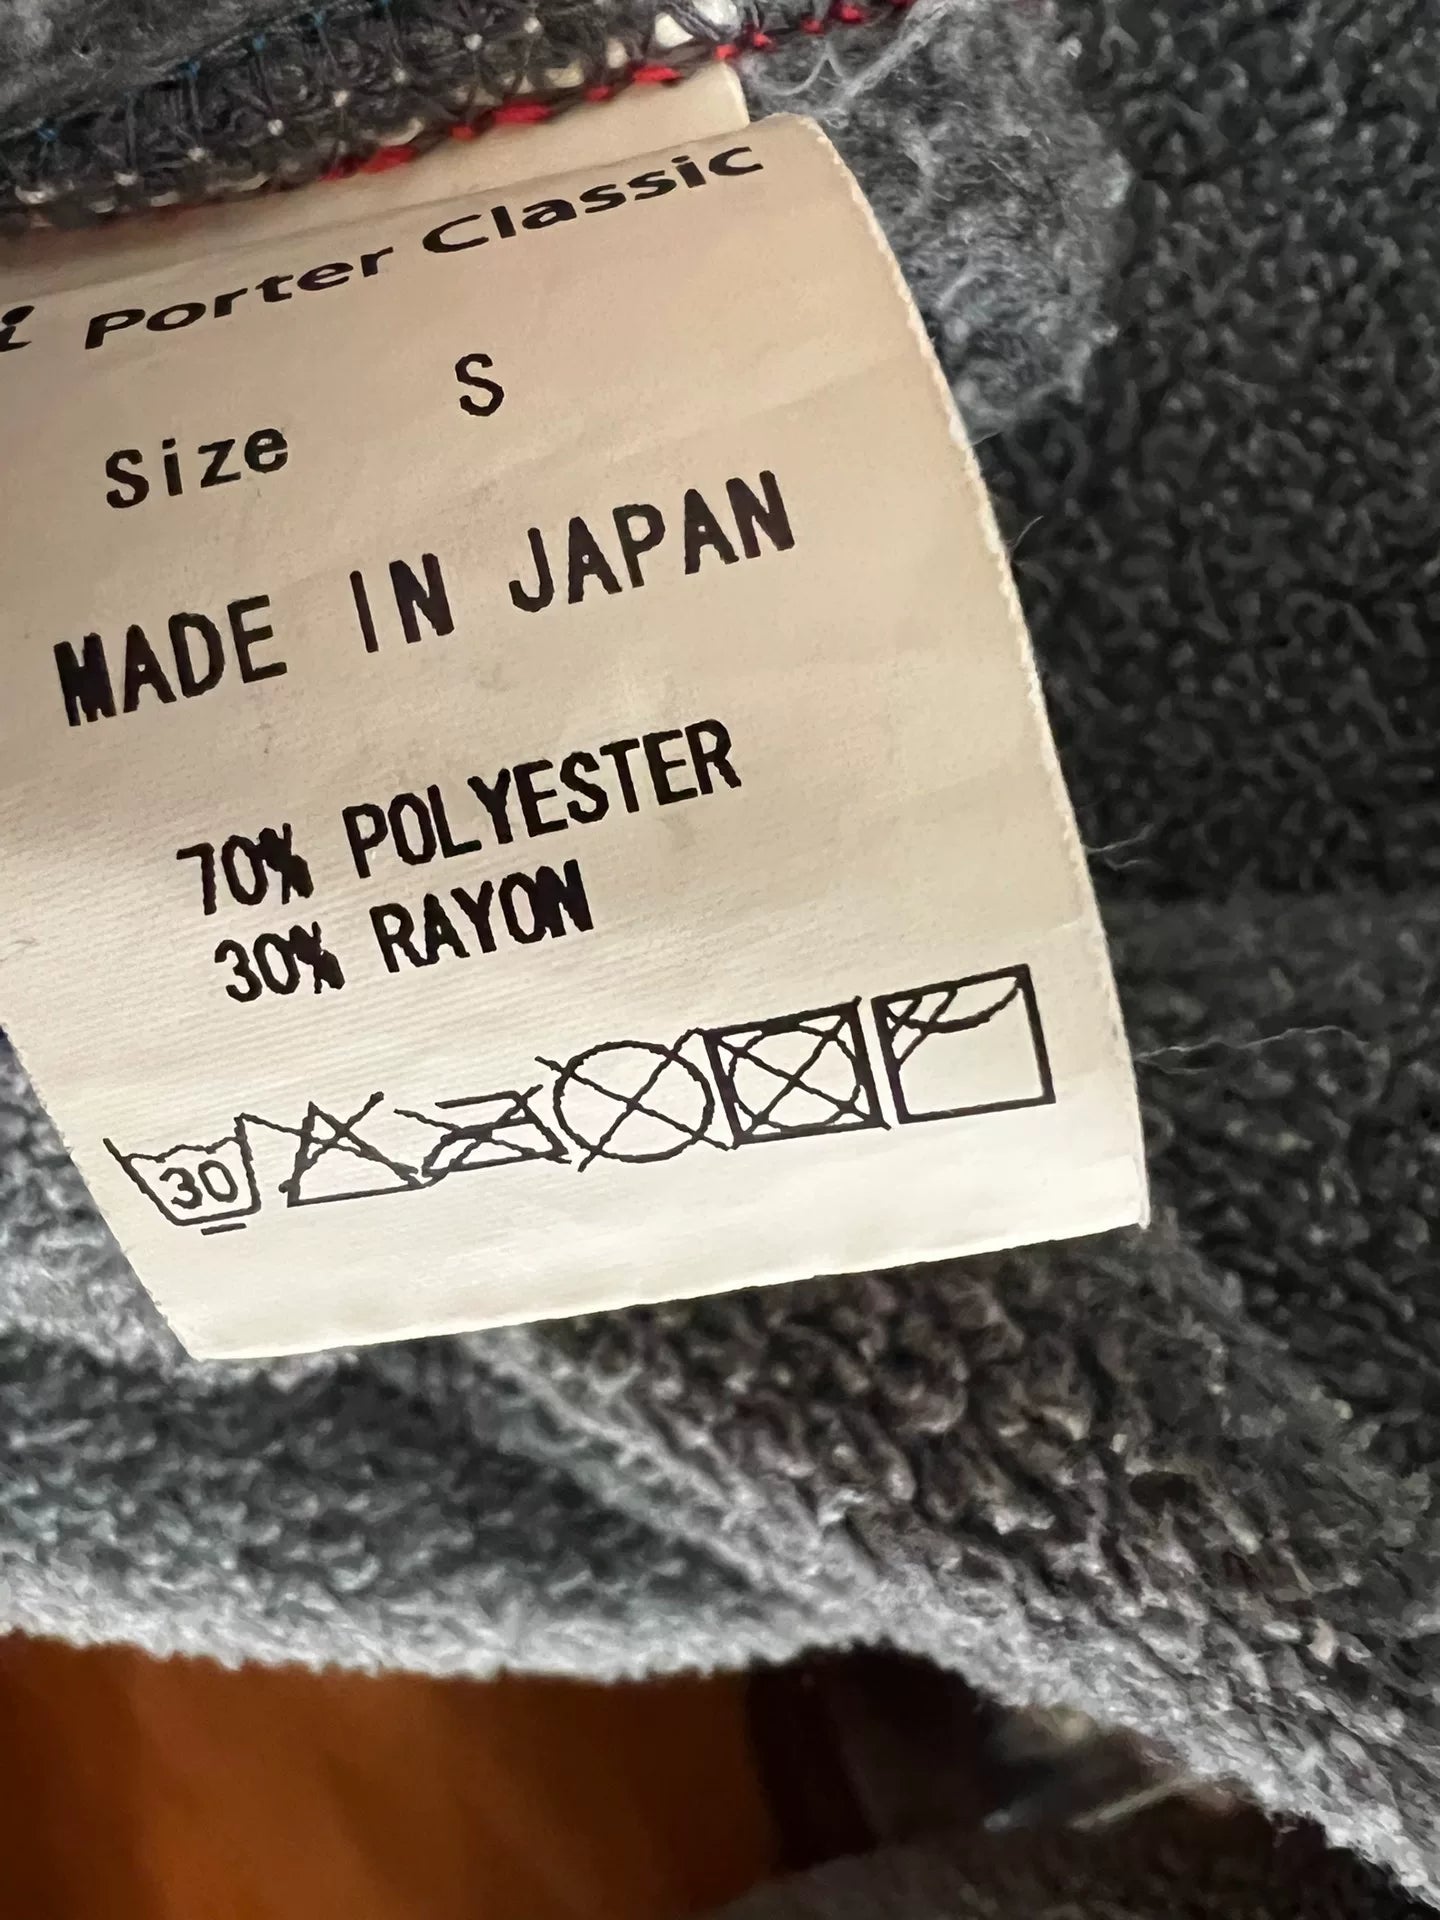 Porter Classic
Size S
MADE IN JAPAN
70% POLYESTER
30% RAYON
30